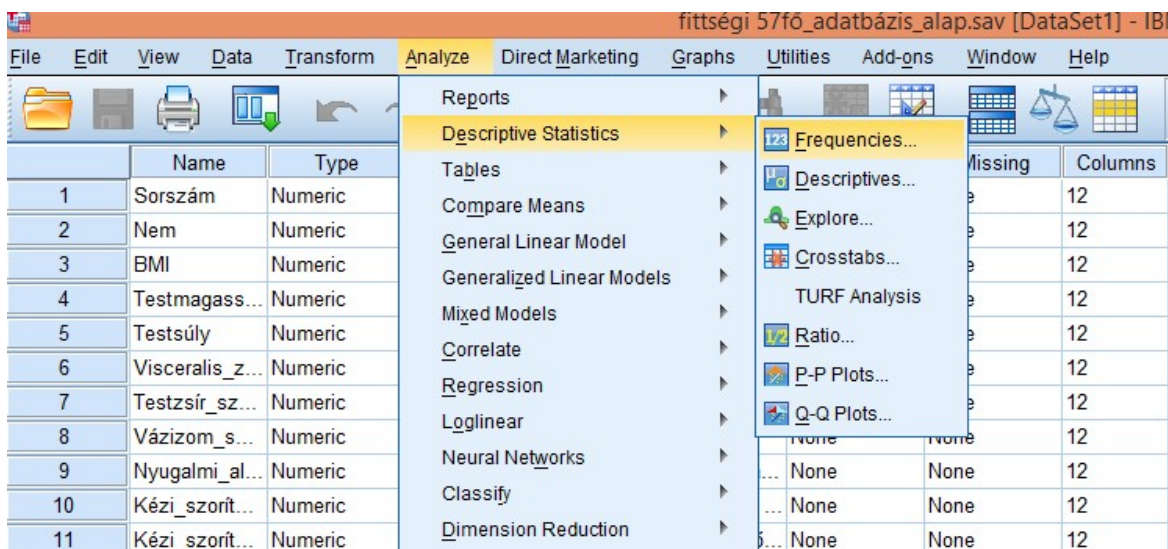 fittségi 57fő_adatbázis_alap.sav [DataSet1] - IB
File Edit View Data Transform Analyze Direct Marketing Graphs Utilities Add-ons Window Help
Reports
Descriptive Statistics
Tables
Compare Means
General Linear Model
Generalized Linear Models
Mixed Models
Correlate
Regression
Loglinear
Neural Networks
Classify
Dimension Reduction
Frequencies...
Descriptives...
Explore...
Crosstabs...
TURF Analysis
Ratio...
P-P Plots...
Q-Q Plots...
Name Type Missing Columns
1 Sorszám Numeric 12
2 Nem Numeric 12
3 BMI Numeric 12
4 Testmagass... Numeric 12
5 Testsúly Numeric 12
6 Visceralis_z... Numeric 12
7 Testzsír_sz... Numeric 12
8 Vázizom_s... Numeric None None 12
9 Nyugalmi_al... Numeric None None 12
10 Kézi_szorít... Numeric ... None None 12
11 Kézi_szorít... Numeric None None 12